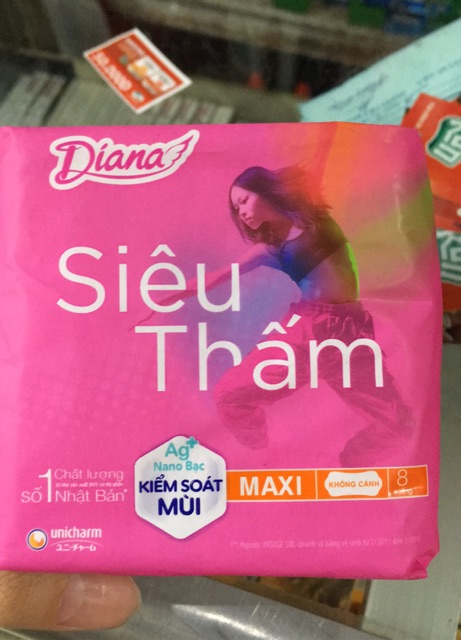 Diana
Siêu
Thấm
Ag+
Nano Bạc
KIỂM SOÁT
MÙI
Chất lượng
số 1 Nhật Bản*
MAXI
KHÔNG CÁNH
8
miếng
unicharm
ユニ・チャーム